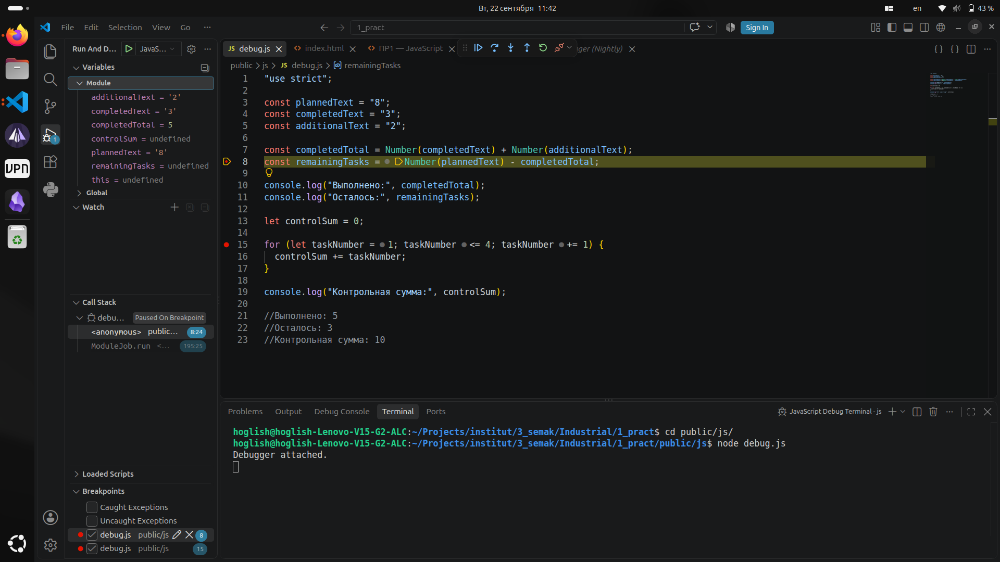 Вт, 22 сентября 11:42
en
43 %
File Edit Selection View Go
1_pract
Sign In
Run And D... JavaS...
debug.js index.html ПР1 — JavaScript ger (Nightly)
Variables
public js JS debug.js remainingTasks
Module
additionalText = '2'
completedText = '3'
completedTotal = 5
controlSum = undefined
plannedText = '8'
remainingTasks = undefined
this = undefined
Global
Watch
Call Stack
debu... Paused On Breakpoint
<anonymous> public... 8:24
ModuleJob.run <... 195:25
Loaded Scripts
Breakpoints
Caught Exceptions
Uncaught Exceptions
debug.js public/js 8
debug.js public/js 15
VPN
1
1 "use strict";
2
3 const plannedText = "8";
4 const completedText = "3";
5 const additionalText = "2";
6
7 const completedTotal = Number(completedText) + Number(additionalText);
8 const remainingTasks = Number(plannedText) - completedTotal;
9
10 console.log("Выполнено:", completedTotal);
11 console.log("Осталось:", remainingTasks);
12
13 let controlSum = 0;
14
15 for (let taskNumber = 1; taskNumber <= 4; taskNumber += 1) {
16 controlSum += taskNumber;
17 }
18
19 console.log("Контрольная сумма:", controlSum);
20
21 //Выполнено: 5
22 //Осталось: 3
23 //Контрольная сумма: 10
Problems Output Debug Console Terminal Ports
JavaScript Debug Terminal - js
hoglish@hoglish-Lenovo-V15-G2-ALC:~/Projects/institut/3_semak/Industrial/1_pract$ cd public/js/
hoglish@hoglish-Lenovo-V15-G2-ALC:~/Projects/institut/3_semak/Industrial/1_pract/public/js$ node debug.js
Debugger attached.